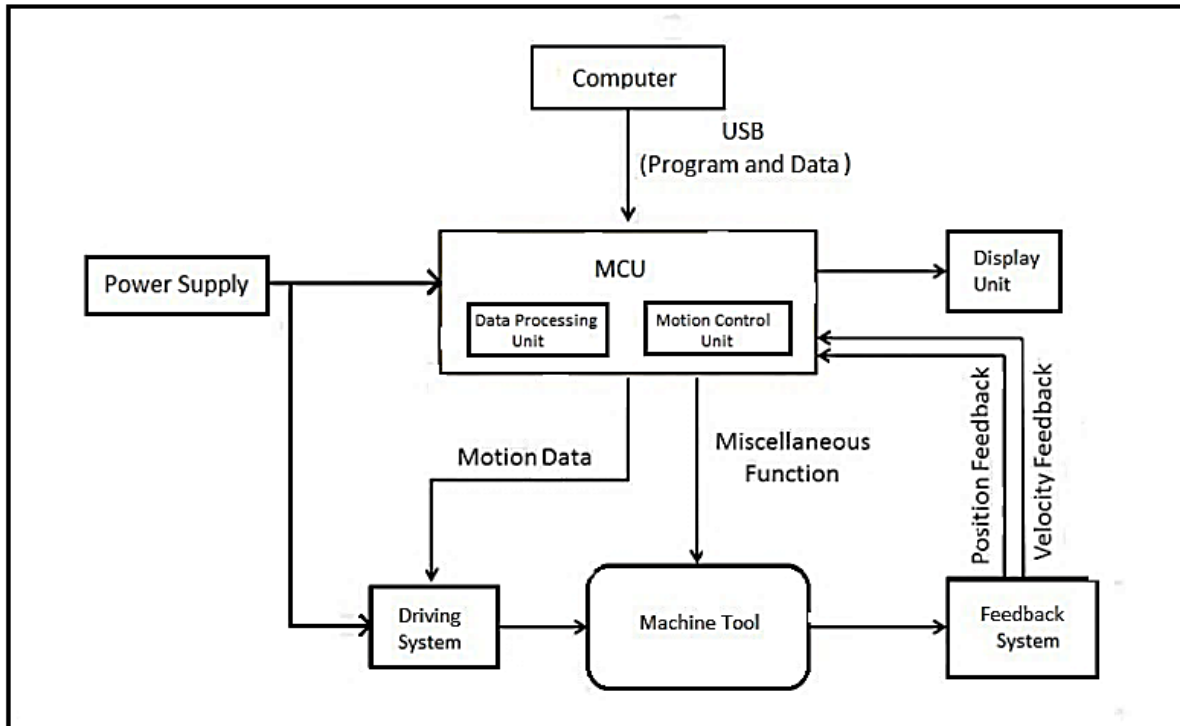 Computer
USB
(Program and Data)
Power Supply
MCU
Data Processing
Unit
Motion Control
Unit
Display
Unit
Motion Data
Miscellaneous
Function
Position Feedback
Velocity Feedback
Driving
System
Machine Tool
Feedback
System